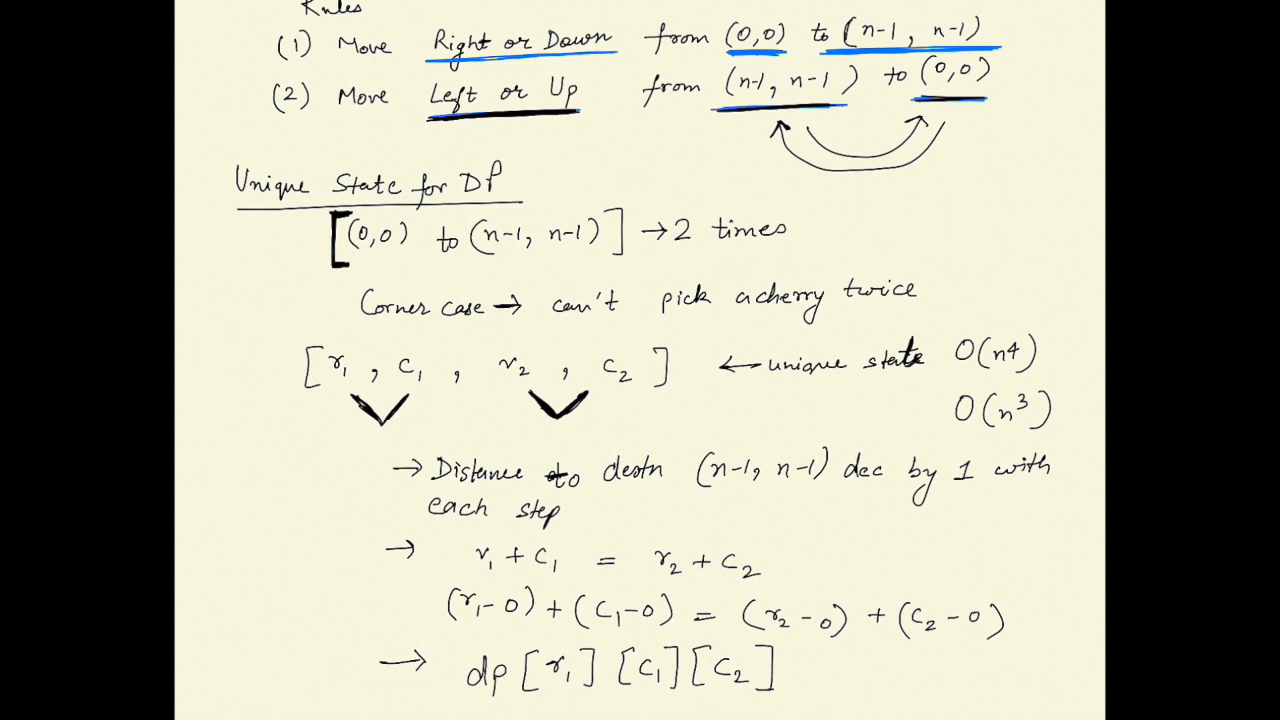 Rules
(1) Move Right or Down from (0,0) to (n-1, n-1)
(2) Move Left or Up from (n-1, n-1) to (0,0)
Unique State for DP
[(0,0) to (n-1, n-1)] → 2 times
Corner case → can't pick a cherry twice
[r₁, c₁, r₂, c₂] ← unique state O(n⁴)
O(n³)
→ Distance to destn (n-1, n-1) dec by 1 with
each step
→ r₁ + c₁ = r₂ + c₂
(r₁-0) + (c₁-0) = (r₂-0) + (c₂-0)
→ dp[r₁][c₁][c₂]